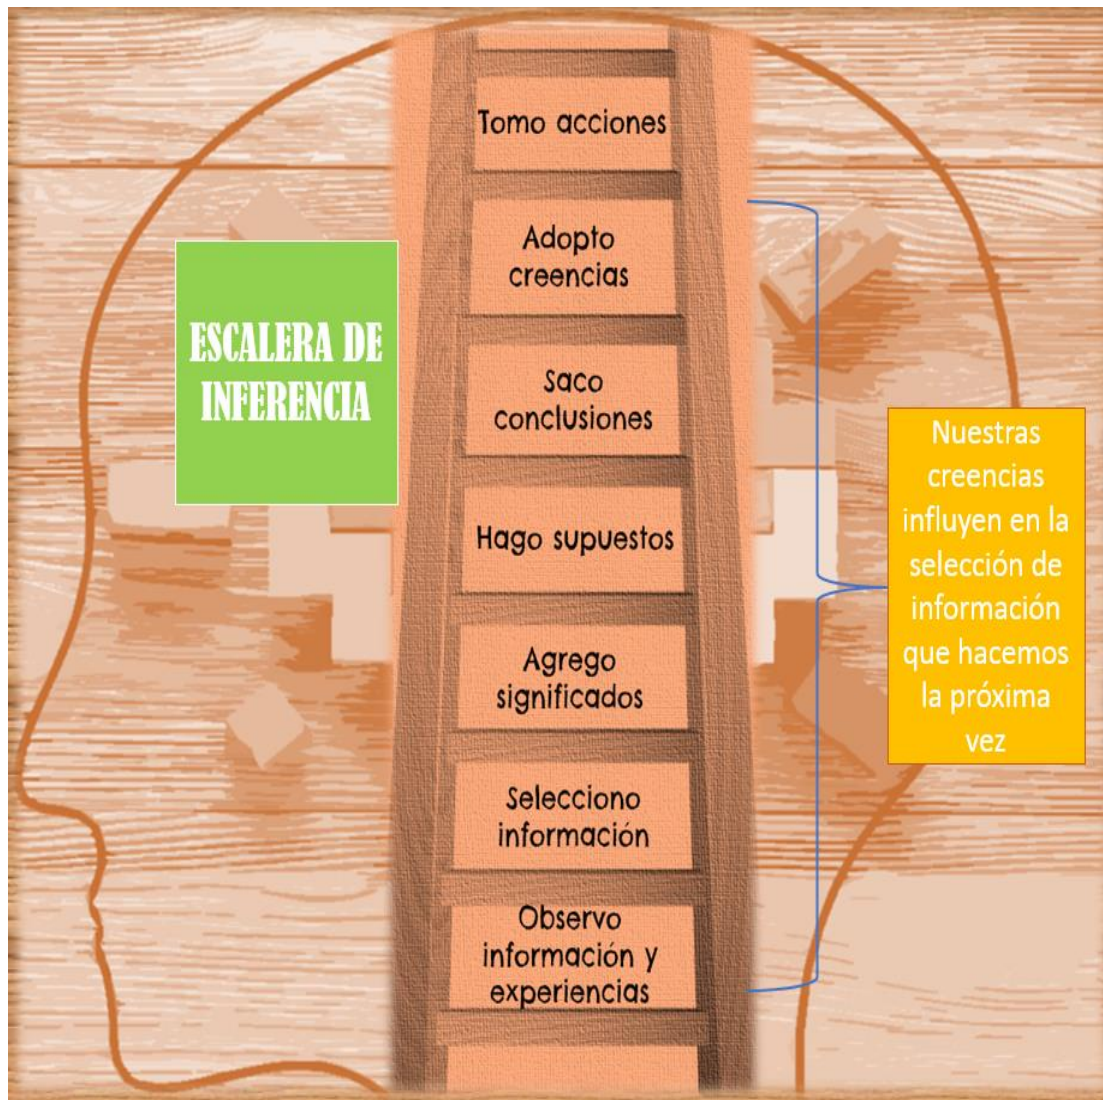 Tomo acciones
Adopto
creencias
Saco
conclusiones
Hago supuestos
Agrego
significados
Selecciono
información
Observo
información y
experiencias
ESCALERA DE
INFERENCIA
Nuestras
creencias
influyen en la
selección de
información
que hacemos
la próxima
vez